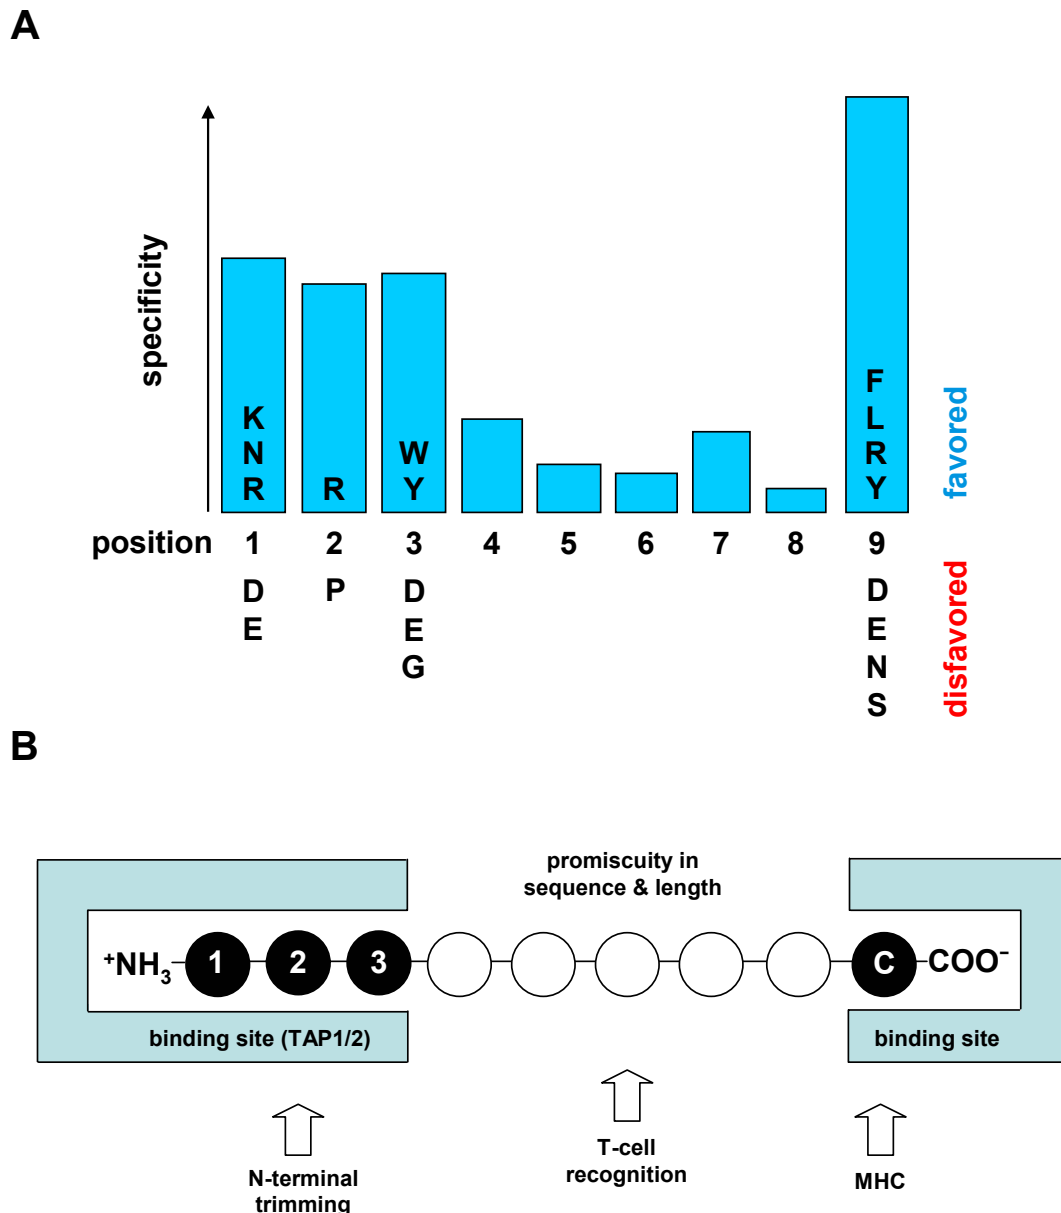 A
specificity
K
N
R
R
W
Y
F
L
R
Y
favored
position 1 2 3 4 5 6 7 8 9
D
E
P
D
E
G
D
E
N
S
disfavored
B
promiscuity in
sequence & length
⁺NH₃ 1 2 3 C COO⁻
binding site (TAP1/2)
binding site
N-terminal
trimming
T-cell
recognition
MHC